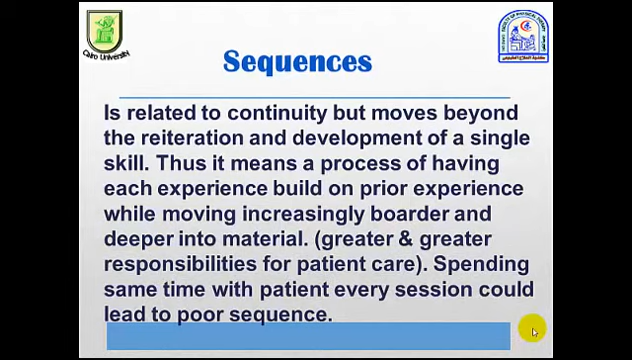 Cairo University
Sequences
Is related to continuity but moves beyond
the reiteration and development of a single
skill. Thus it means a process of having
each experience build on prior experience
while moving increasingly boarder and
deeper into material. (greater & greater
responsibilities for patient care). Spending
same time with patient every session could
lead to poor sequence.